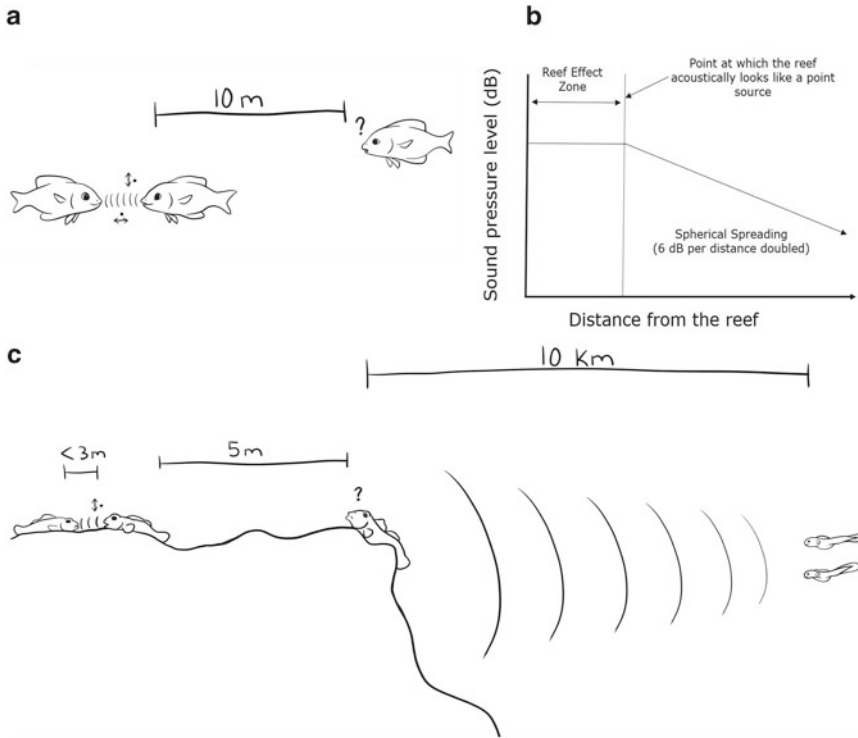 a
10 m
?
b
Sound pressure level (dB)
Reef Effect
Zone
Point at which the reef
acoustically looks like a point
source
Spherical Spreading
(6 dB per distance doubled)
Distance from the reef
c
10 Km
<3m
5m
?